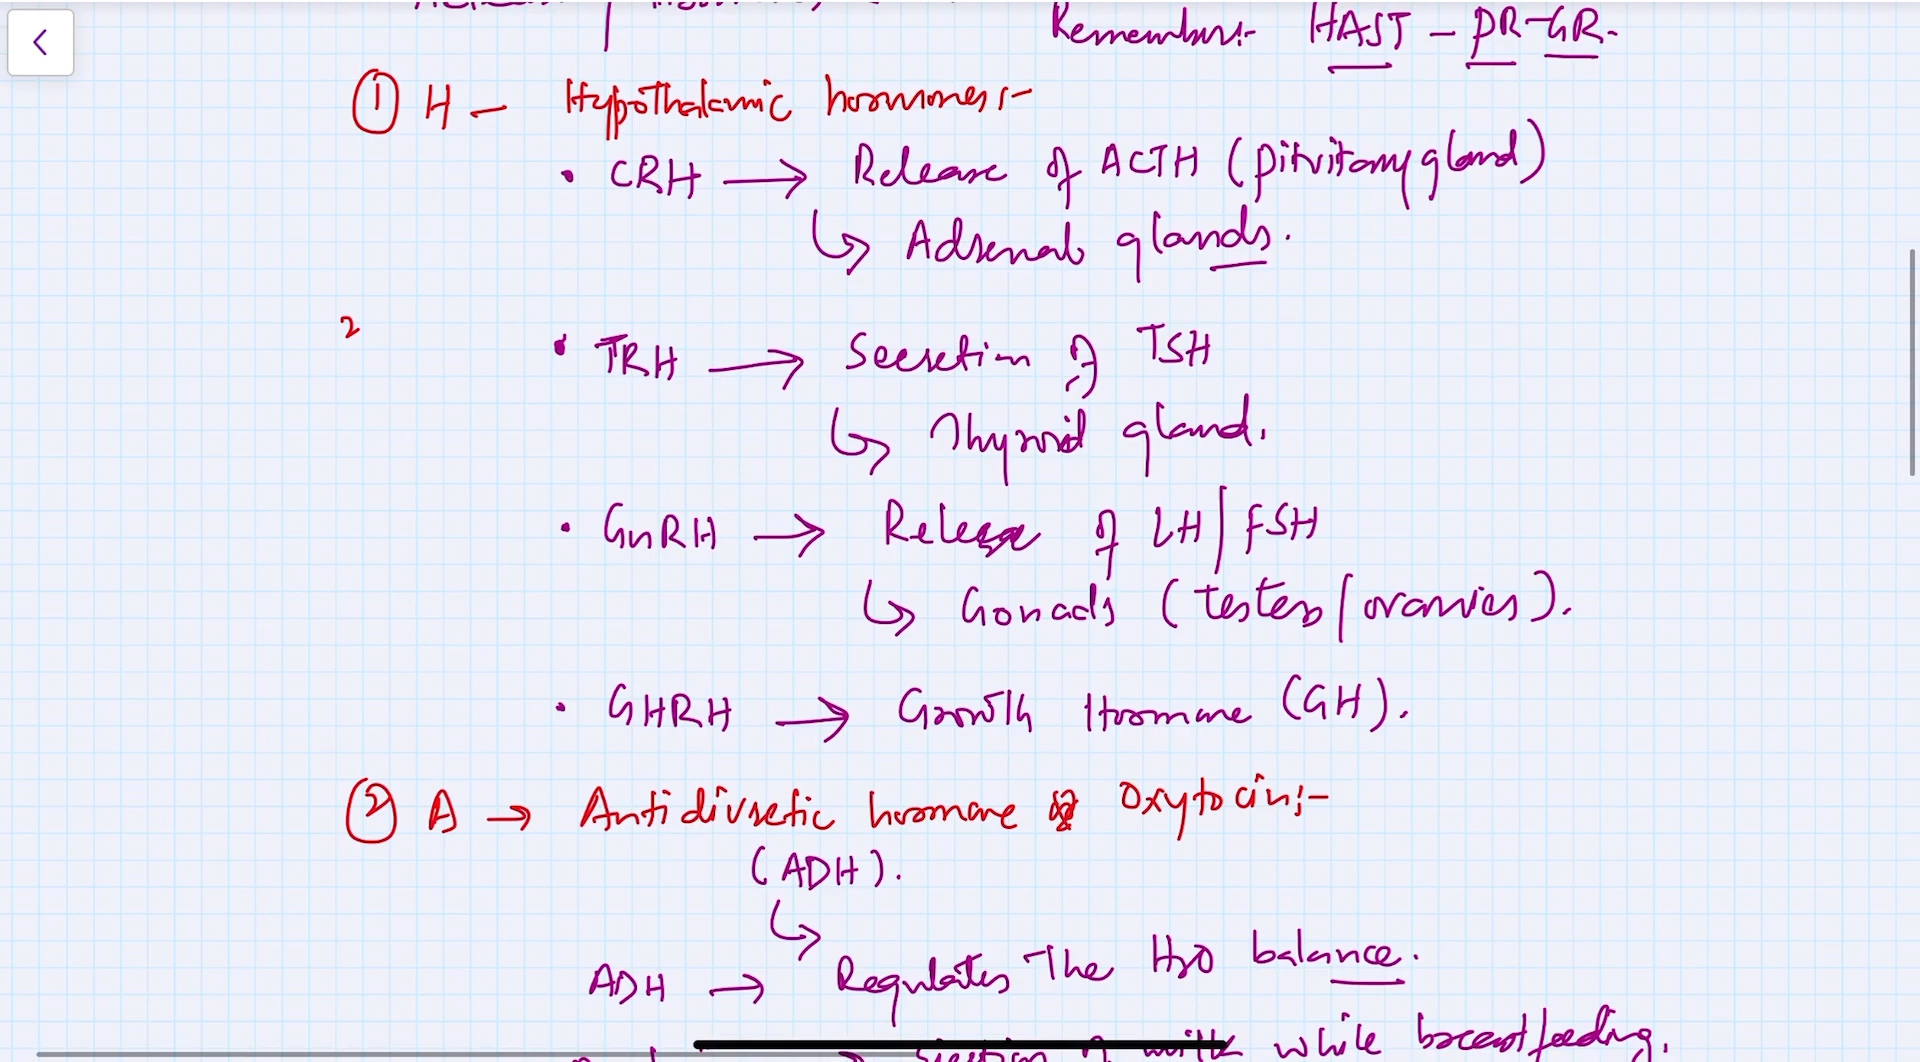 Remember:- HAST - PR-GR.
① H - Hypothalamic hormones:-
• CRH → Release of ACTH (pituitary gland)
↳ Adrenal glands.
2
• TRH → Secretion of TSH
↳ Thyroid gland.
• GnRH → Release of LH/FSH
↳ Gonads (testes/ovaries).
• GHRH → Growth Hormone (GH).
② A → Antidiuretic hormone & Oxytocin:-
(ADH).
↳
ADH → Regulates The H2O balance.
milk while breastfeeding.